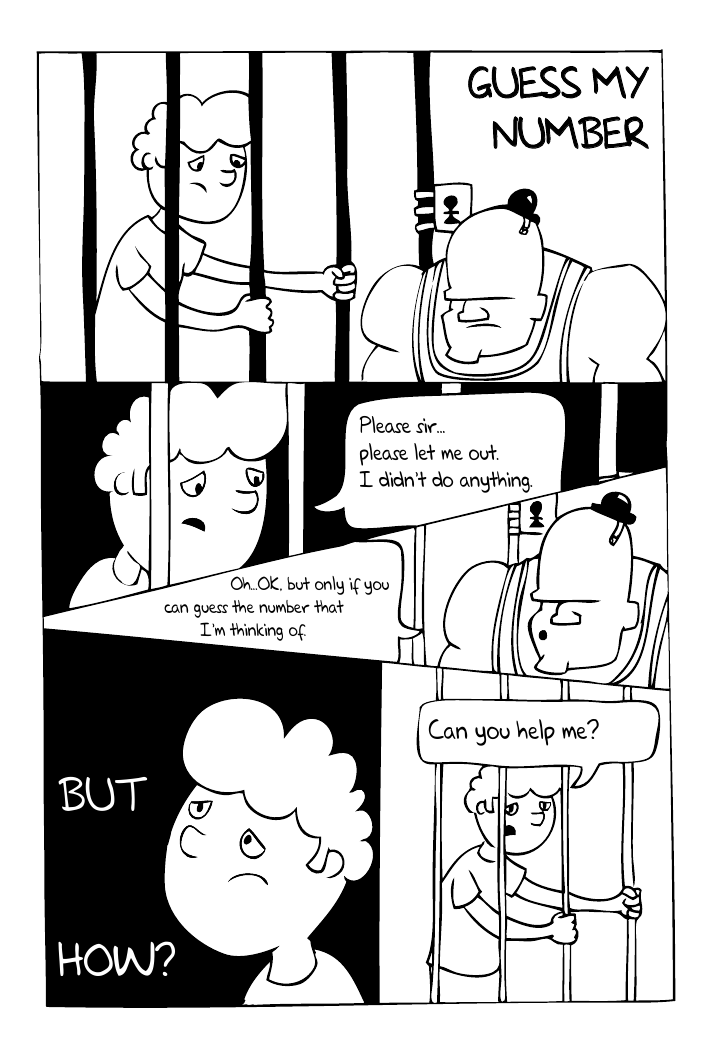 GUESS MY
NUMBER
Please sir...
please let me out.
I didn't do anything.
Oh...OK, but only if you
can guess the number that
I'm thinking of.
BUT
HOW?
Can you help me?